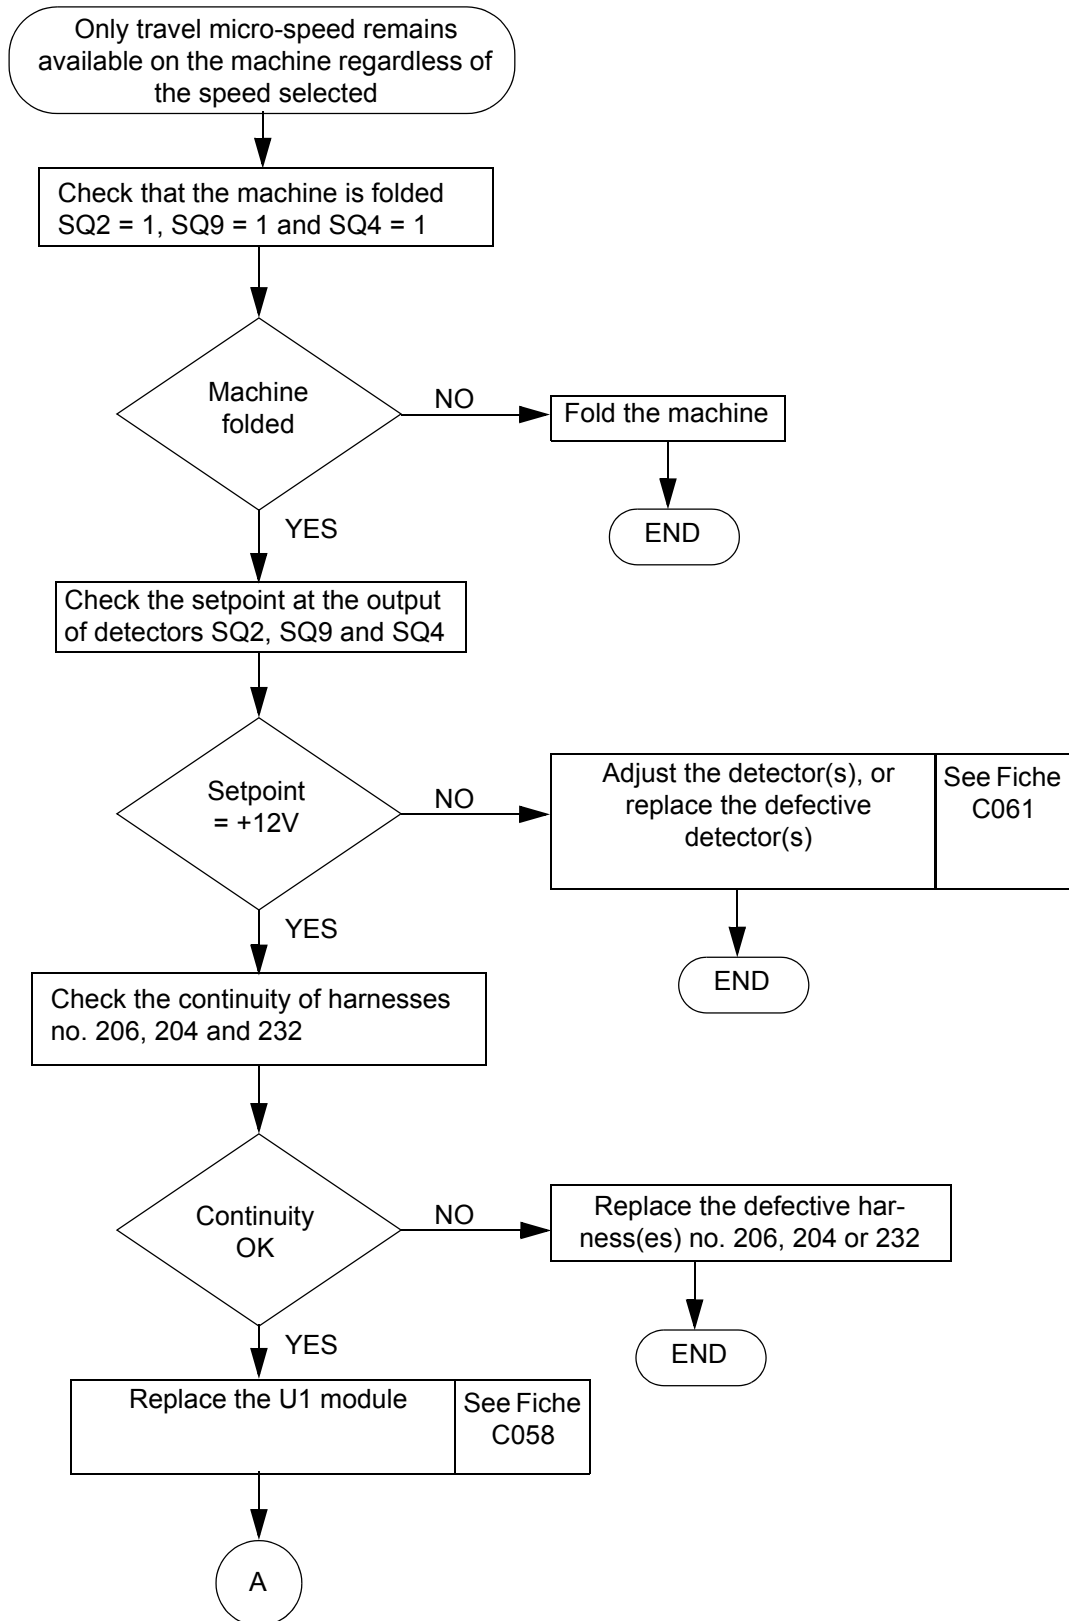 Only travel micro-speed remains
available on the machine regardless of
the speed selected
Check that the machine is folded
SQ2 = 1, SQ9 = 1 and SQ4 = 1
Machine
folded
NO
Fold the machine
END
YES
Check the setpoint at the output
of detectors SQ2, SQ9 and SQ4
Setpoint
= +12V
NO
Adjust the detector(s), or
replace the defective
detector(s)
See Fiche
C061
END
YES
Check the continuity of harnesses
no. 206, 204 and 232
Continuity
OK
NO
Replace the defective har-
ness(es) no. 206, 204 or 232
END
YES
Replace the U1 module
See Fiche
C058
A